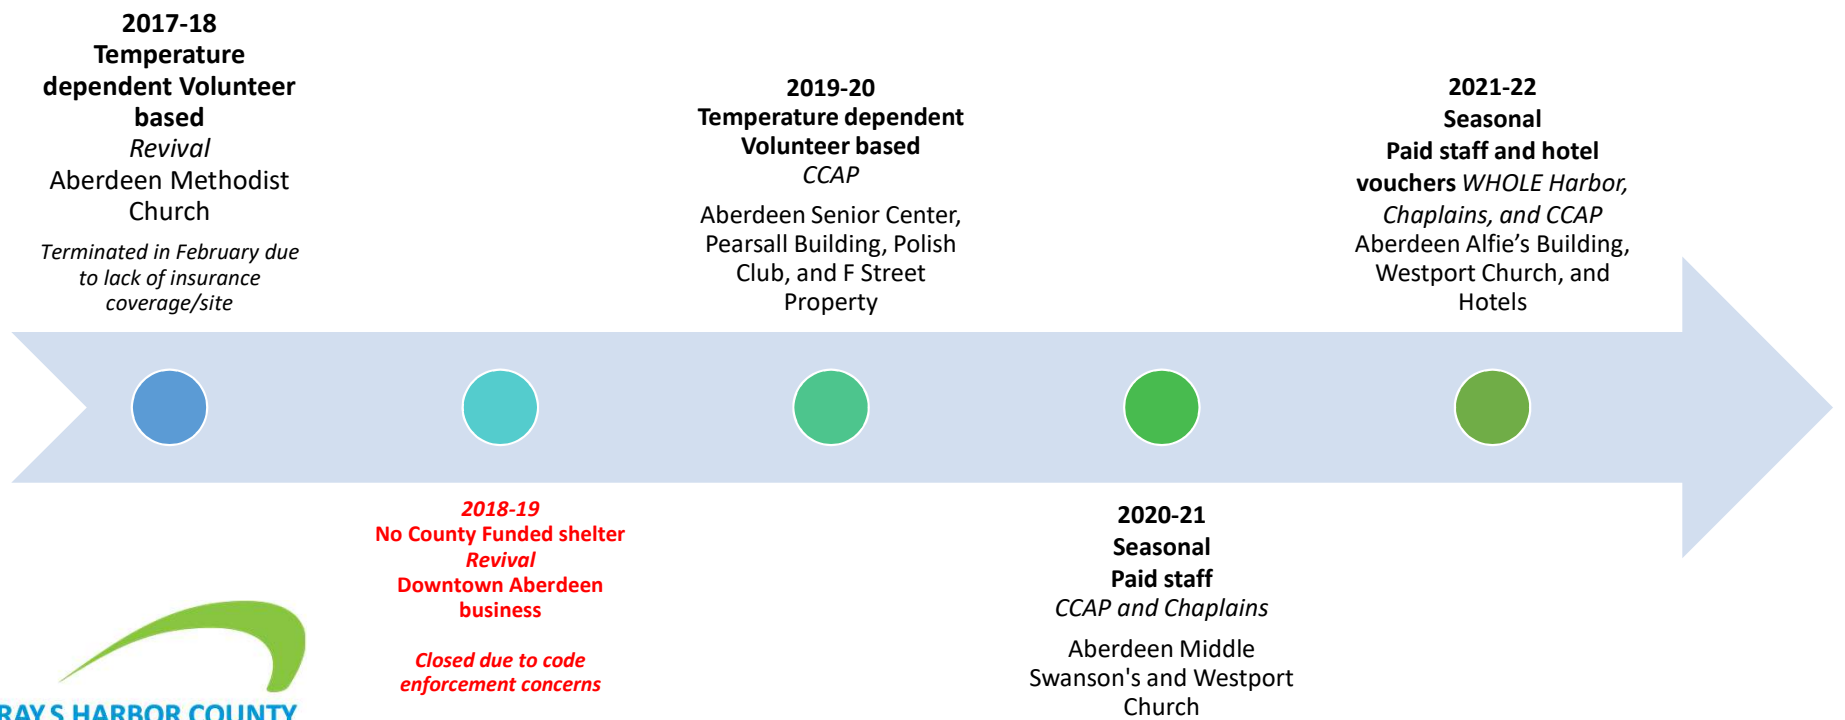 2017-18
Temperature
dependent Volunteer
based
Revival
Aberdeen Methodist
Church
Terminated in February due
to lack of insurance
coverage/site
2018-19
No County Funded shelter
Revival
Downtown Aberdeen
business
Closed due to code
enforcement concerns
2019-20
Temperature dependent
Volunteer based
CCAP
Aberdeen Senior Center,
Pearsall Building, Polish
Club, and F Street
Property
2020-21
Seasonal
Paid staff
CCAP and Chaplains
Aberdeen Middle
Swanson's and Westport
Church
2021-22
Seasonal
Paid staff and hotel
vouchers WHOLE Harbor,
Chaplains, and CCAP
Aberdeen Alfie’s Building,
Westport Church, and
Hotels
RAYS HARBOR COUNTY